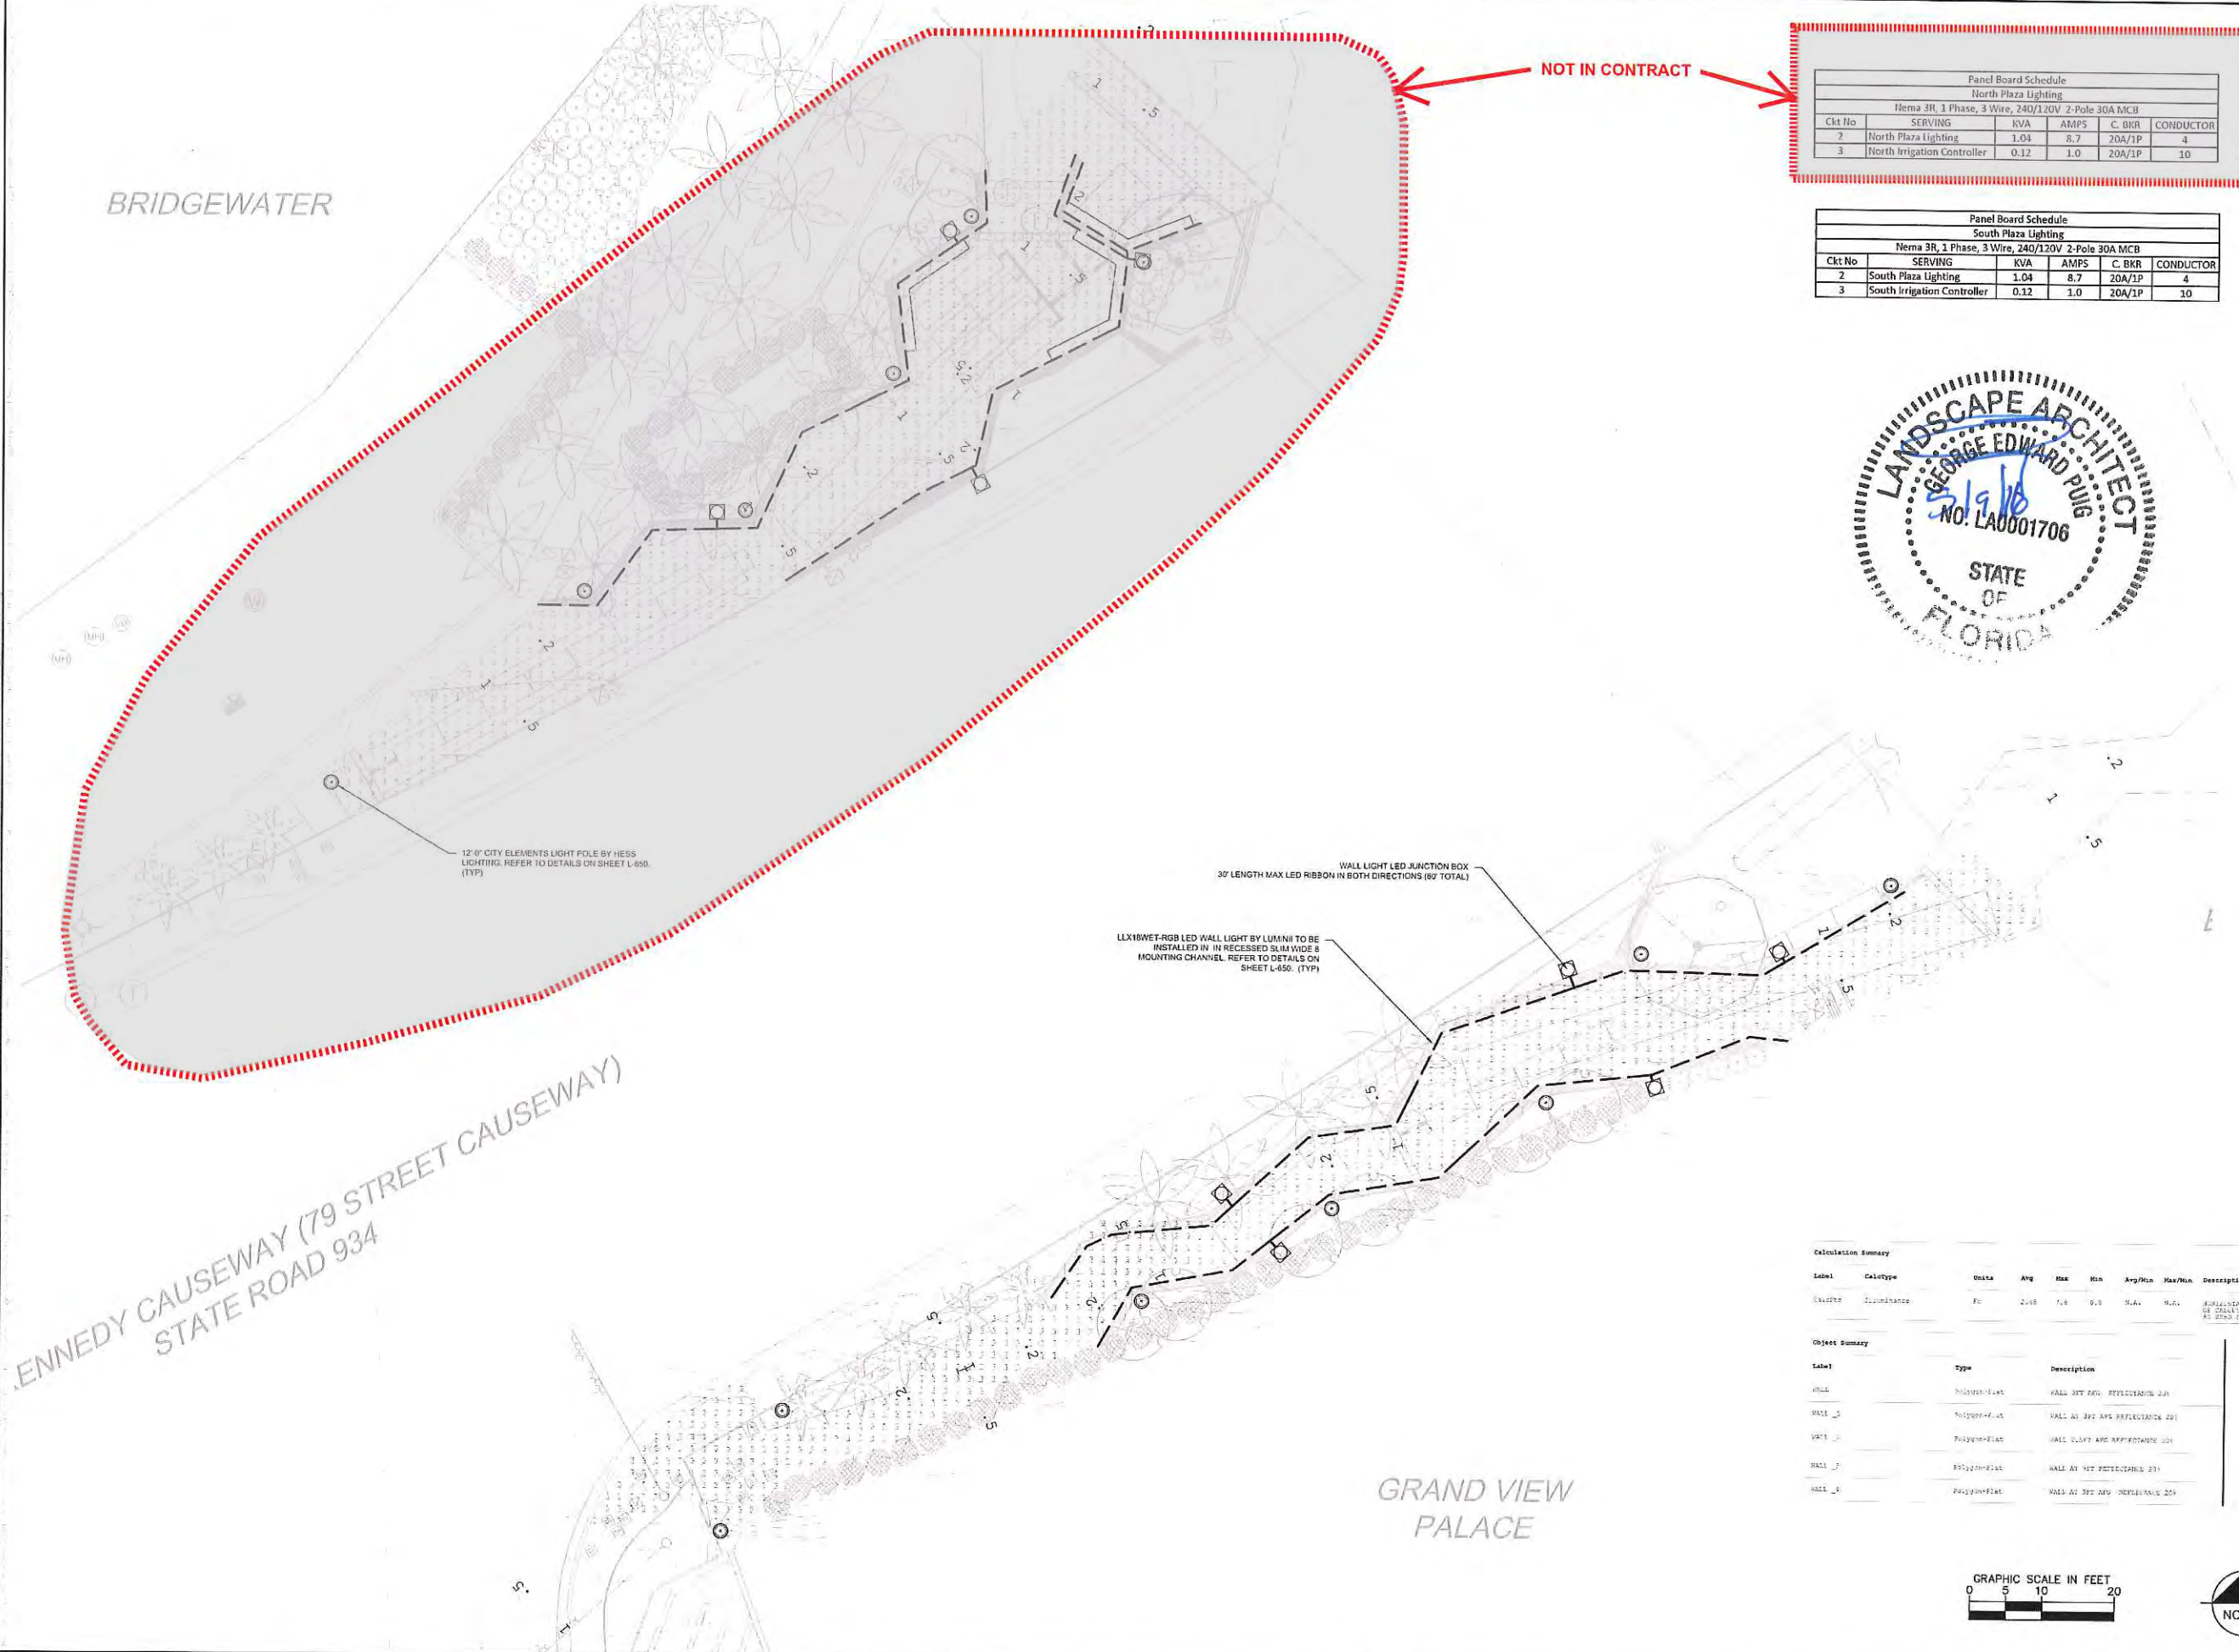 NOT IN CONTRACT
Panel Board Schedule
North Plaza Lighting
Nema 3R, 1 Phase, 3 Wire, 240/120V 2-Pole 30A MCB
Ckt No SERVING KVA AMPS C. BKR CONDUCTOR
2 North Plaza Lighting 1.04 8.7 20A/1P 4
3 North Irrigation Controller 0.12 1.0 20A/1P 10
BRIDGEWATER
Panel Board Schedule
South Plaza Lighting
Nema 3R, 1 Phase, 3 Wire, 240/120V 2-Pole 30A MCB
Ckt No SERVING KVA AMPS C. BKR CONDUCTOR
2 South Plaza Lighting 1.04 8.7 20A/1P 4
3 South Irrigation Controller 0.12 1.0 20A/1P 10
LANDSCAPE ARCHITECT
GEORGE EDWARD PUIG
NO. LA0001706
STATE
OF
FLORIDA
12'-0" CITY ELEMENTS LIGHT POLE BY HESS
LIGHTING. REFER TO DETAILS ON SHEET L-650.
(TYP)
WALL LIGHT LED JUNCTION BOX
30' LENGTH MAX LED RIBBON IN BOTH DIRECTIONS (60' TOTAL)
LLX18WET-RGB LED WALL LIGHT BY LUMINII TO BE
INSTALLED IN IN RECESSED SLIM WIDE 8
MOUNTING CHANNEL. REFER TO DETAILS ON
SHEET L-650. (TYP)
.ENNEDY CAUSEWAY (79 STREET CAUSEWAY)
STATE ROAD 934
GRAND VIEW
PALACE
Calculation Summary
Label CalcType Units Avg Max Min Avg/Min Max/Min Descripti
Illuminance Fc N.A. N.A.
Object Summary
Label Type Description
GRAPHIC SCALE IN FEET
0 5 10 20
NO